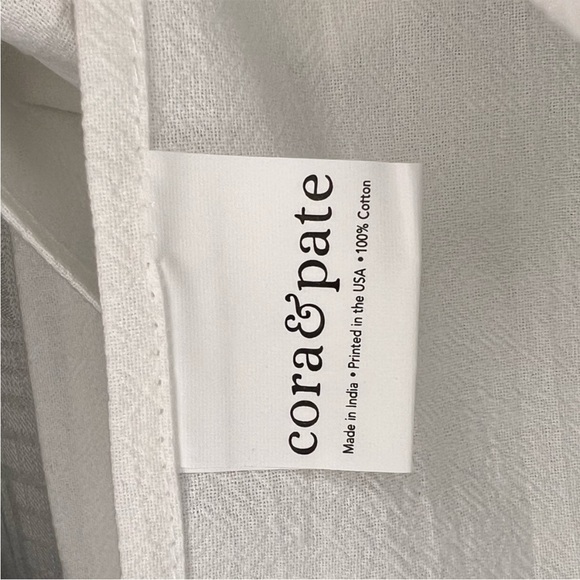 cora&pate
Made in India • Printed in the USA • 100% Cotton